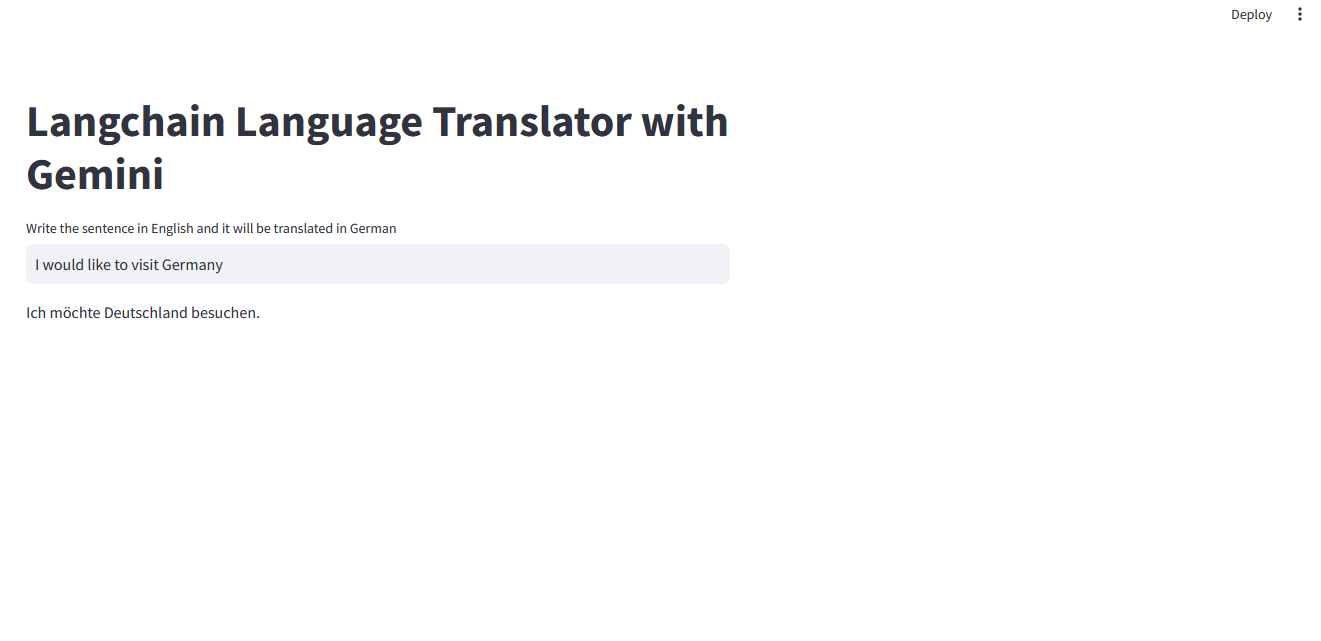 Deploy
Langchain Language Translator with
Gemini
Write the sentence in English and it will be translated in German
I would like to visit Germany
Ich möchte Deutschland besuchen.